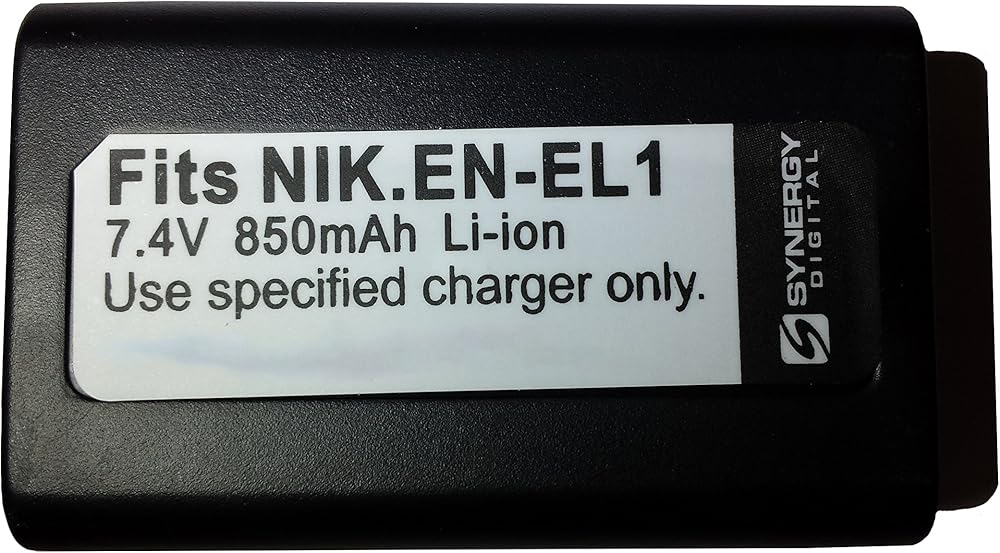 Fits NIK.EN-EL1
7.4V 850mAh Li-ion
Use specified charger only.
SYNERGY
DIGITAL